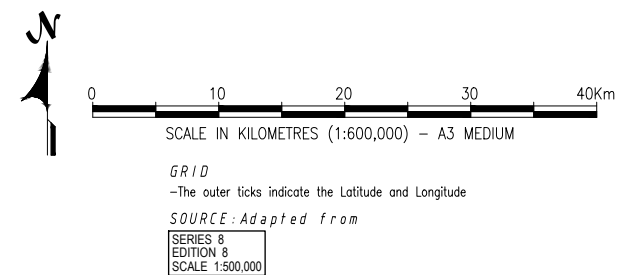 N
0 10 20 30 40Km
SCALE IN KILOMETRES (1:600,000) – A3 MEDIUM
GRID
–The outer ticks indicate the Latitude and Longitude
SOURCE: Adapted from
SERIES 8
EDITION 8
SCALE 1:500,000